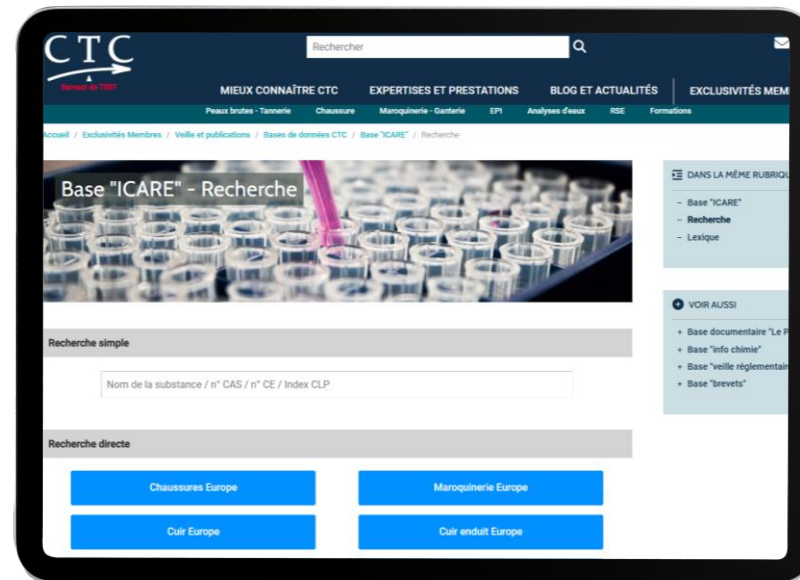 CTC
Serveur de TEST
Rechercher
MIEUX CONNAÎTRE CTC EXPERTISES ET PRESTATIONS BLOG ET ACTUALITÉS EXCLUSIVITÉS MEM
Peaux brutes - Tannerie Chaussure Maroquinerie - Ganterie EPI Analyses d'eaux RSE Formations
Accueil / Exclusivités Membres / Veille et publications / Bases de données CTC / Base "ICARE" / Recherche
Base "ICARE" - Recherche
Recherche simple
Nom de la substance / n° CAS / n° CE / Index CLP
Recherche directe
Chaussures Europe
Maroquinerie Europe
Cuir Europe
Cuir enduit Europe
DANS LA MÊME RUBRIQU
- Base "ICARE"
- Recherche
- Lexique
VOIR AUSSI
+ Base documentaire "Le P
+ Base "info chimie"
+ Base "veille réglementair
+ Base "brevets"